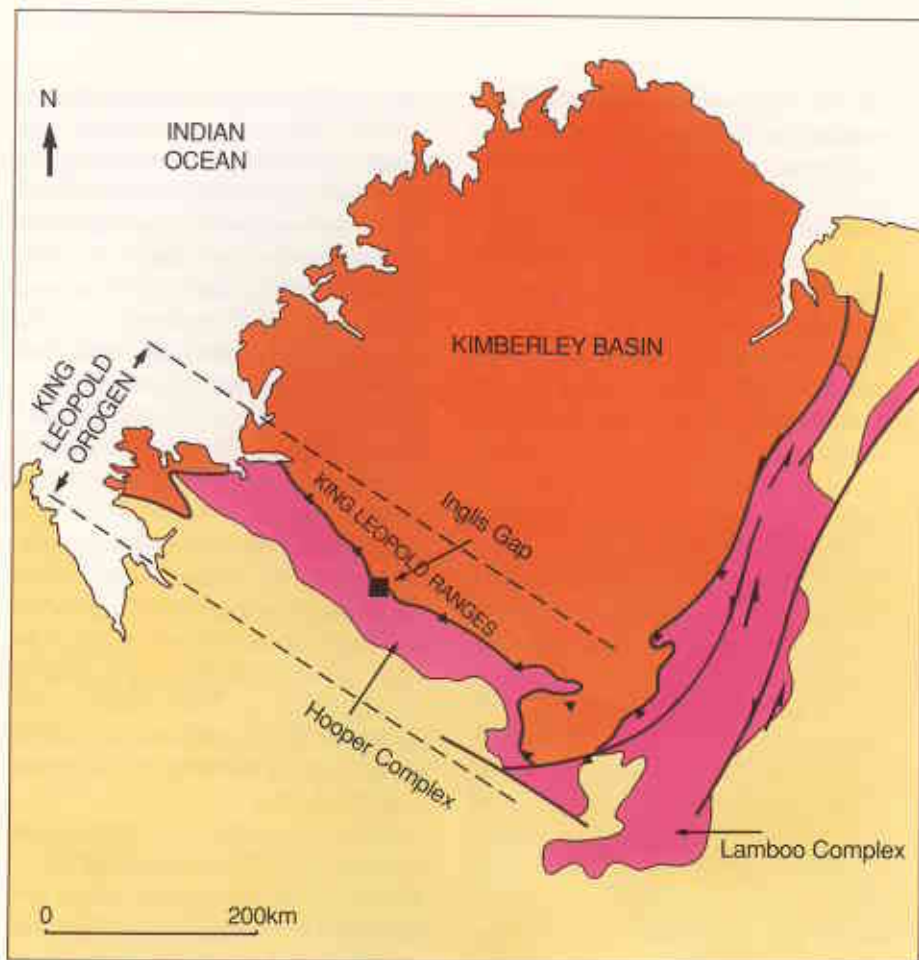 N
INDIAN
OCEAN
KIMBERLEY BASIN
KING
LEOPOLD
OROGEN
KING LEOPOLD RANGES
Inglis Gap
Hooper Complex
Lamboo Complex
0 200km